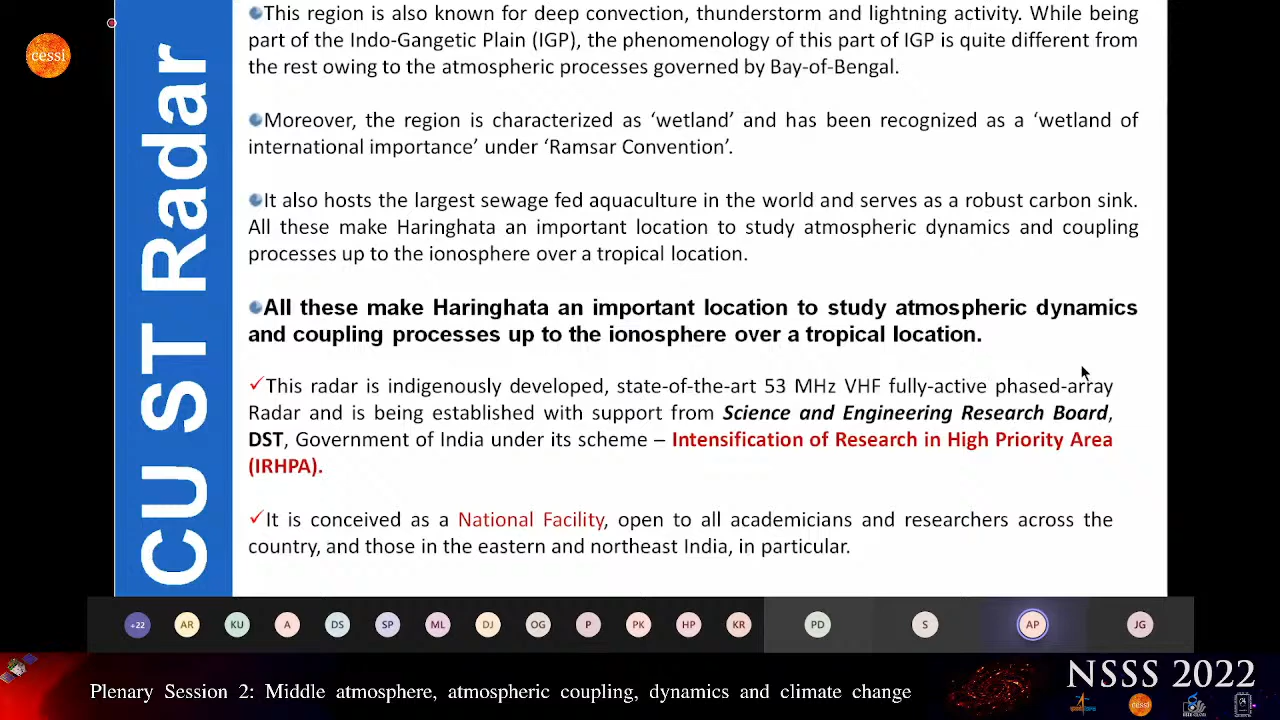 cessi
CU ST Radar
This region is also known for deep convection, thunderstorm and lightning activity. While being
part of the Indo-Gangetic Plain (IGP), the phenomenology of this part of IGP is quite different from
the rest owing to the atmospheric processes governed by Bay-of-Bengal.
Moreover, the region is characterized as ‘wetland’ and has been recognized as a ‘wetland of
international importance’ under ‘Ramsar Convention’.
It also hosts the largest sewage fed aquaculture in the world and serves as a robust carbon sink.
All these make Haringhata an important location to study atmospheric dynamics and coupling
processes up to the ionosphere over a tropical location.
All these make Haringhata an important location to study atmospheric dynamics
and coupling processes up to the ionosphere over a tropical location.
✓This radar is indigenously developed, state-of-the-art 53 MHz VHF fully-active phased-array
Radar and is being established with support from Science and Engineering Research Board,
DST, Government of India under its scheme – Intensification of Research in High Priority Area
(IRHPA).
✓It is conceived as a National Facility, open to all academicians and researchers across the
country, and those in the eastern and northeast India, in particular.
+22 AR KU A DS SP ML DJ OG P PK HP KR PD S AP JG
Plenary Session 2: Middle atmosphere, atmospheric coupling, dynamics and climate change
NSSS 2022
cessi